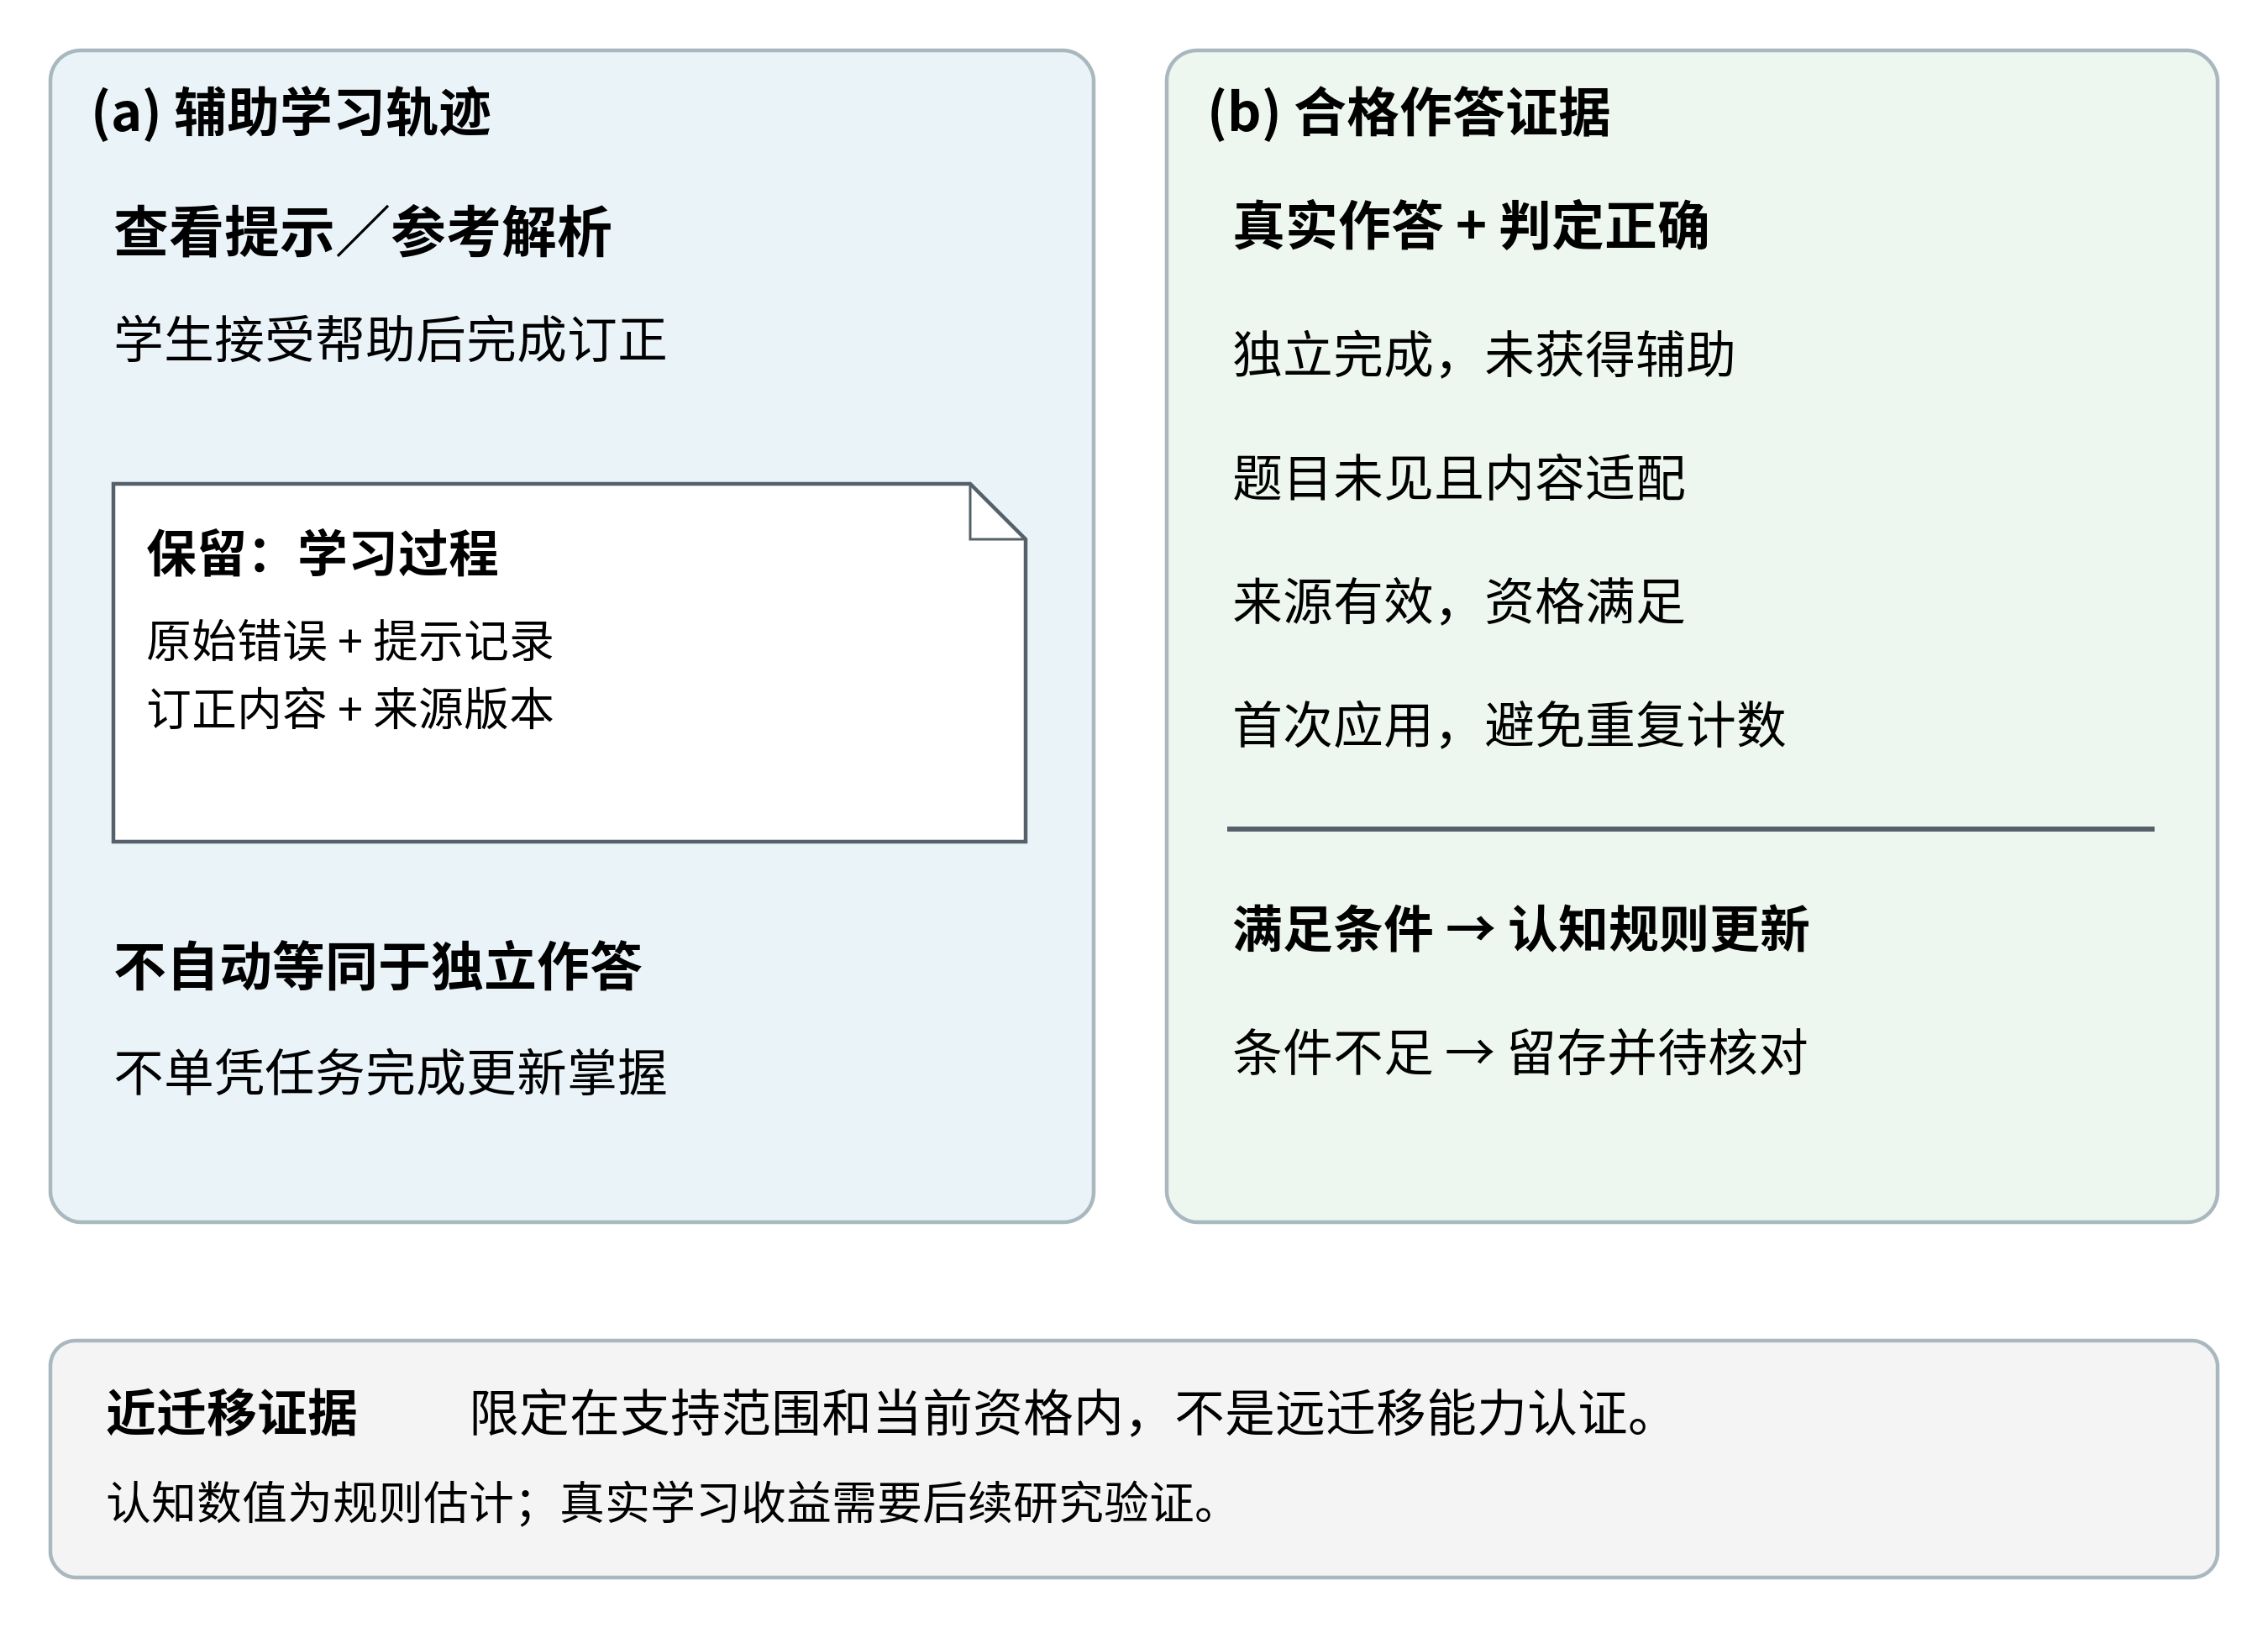 (a) 辅助学习轨迹
查看提示／参考解析
学生接受帮助后完成订正
保留：学习过程
原始错误 + 提示记录
订正内容 + 来源版本
不自动等同于独立作答
不单凭任务完成更新掌握
(b) 合格作答证据
真实作答 + 判定正确
独立完成，未获得辅助
题目未见且内容适配
来源有效，资格满足
首次应用，避免重复计数
满足条件 → 认知规则更新
条件不足 → 留存并待核对
近迁移证据 限定在支持范围和当前资格内，不是远迁移能力认证。
认知数值为规则估计；真实学习收益需要后续研究验证。